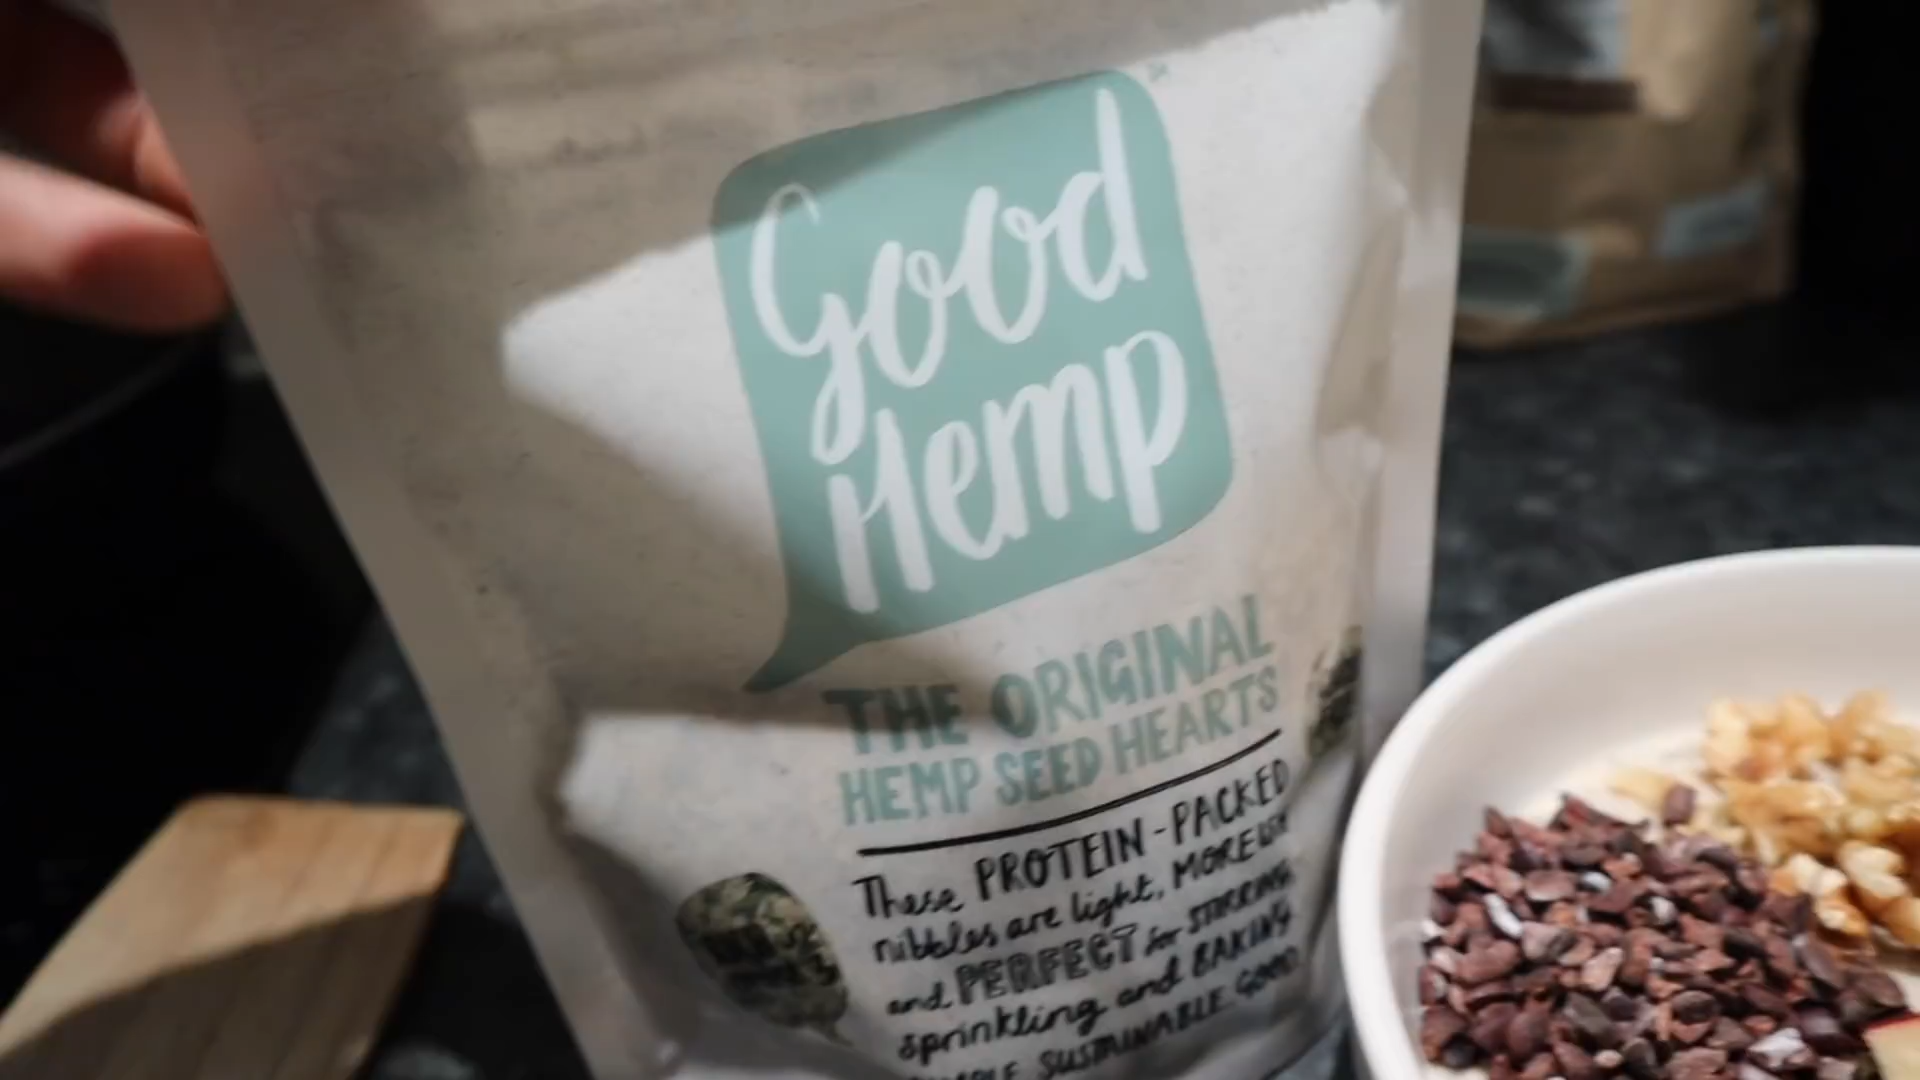 Good
Hemp
THE ORIGINAL
HEMP SEED HEARTS
These PROTEIN-PACKED
nibbles are light, MOREISH
and PERFECT for STIRRING,
sprinkling and BAKING
SUSTAINABLE. GOOD